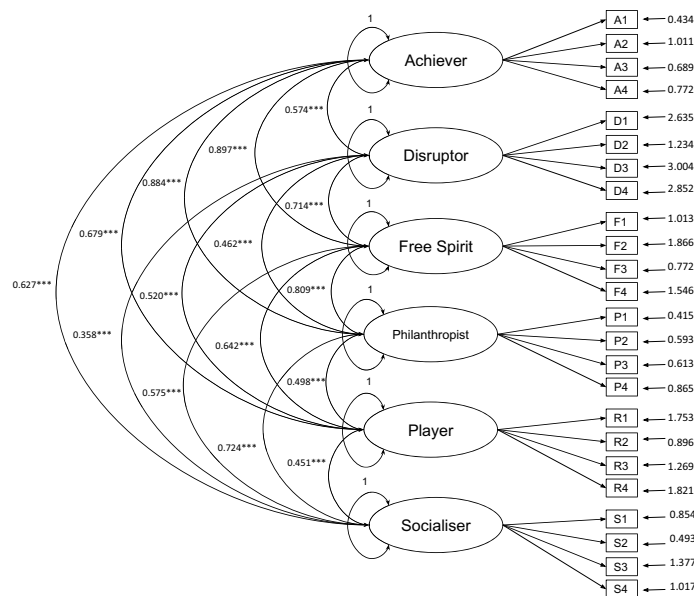 1
Achiever
A1
0.434
A2
1.011
A3
0.689
A4
0.772
0.574***
1
Disruptor
D1
2.635
D2
1.234
D3
3.004
D4
2.852
0.897***
0.884***
0.714***
1
Free Spirit
F1
1.013
F2
1.866
F3
0.772
F4
1.546
0.679***
0.462***
0.627***
0.520***
0.809***
1
Philanthropist
P1
0.415
P2
0.593
P3
0.613
P4
0.865
0.358***
0.642***
0.498***
1
Player
R1
1.753
R2
0.896
R3
1.269
R4
1.821
0.575***
0.724***
0.451***
1
Socialiser
S1
0.854
S2
0.493
S3
1.377
S4
1.017